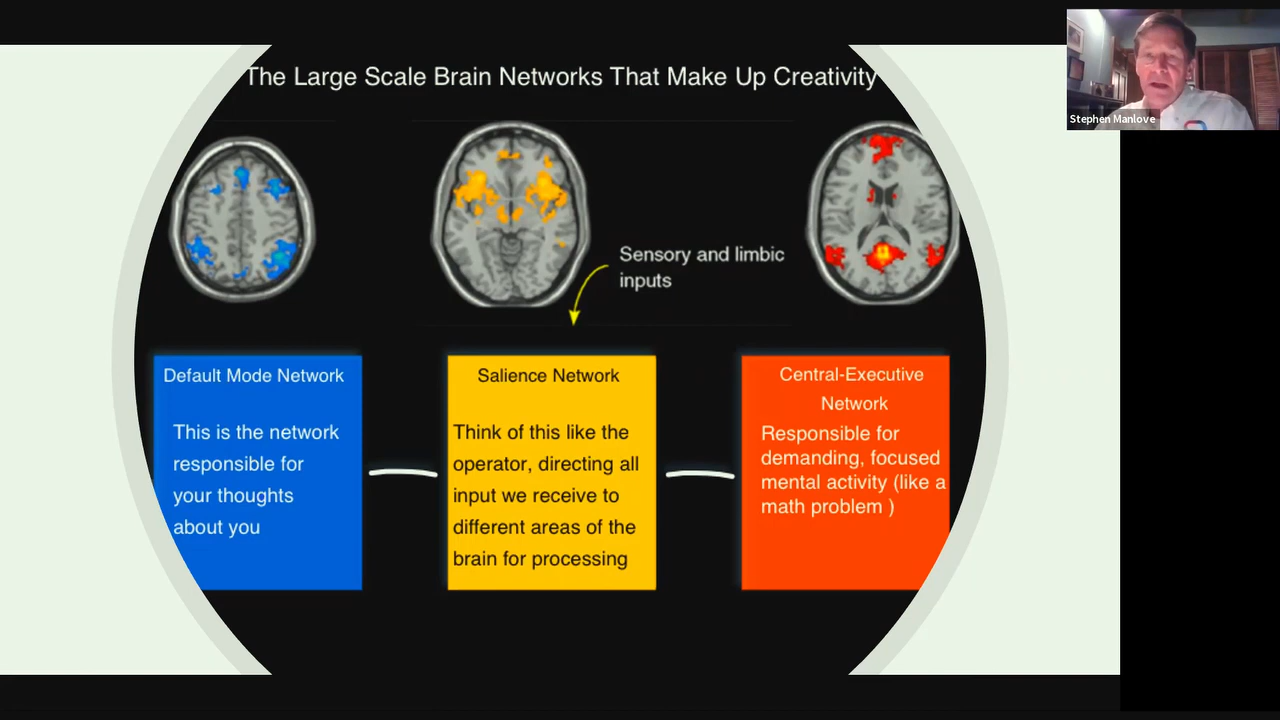 The Large Scale Brain Networks That Make Up Creativity
Stephen Manlove
Sensory and limbic
inputs
Default Mode Network
This is the network
responsible for
your thoughts
about you
Salience Network
Think of this like the
operator, directing all
input we receive to
different areas of the
brain for processing
Central-Executive
Network
Responsible for
demanding, focused
mental activity (like a
math problem )